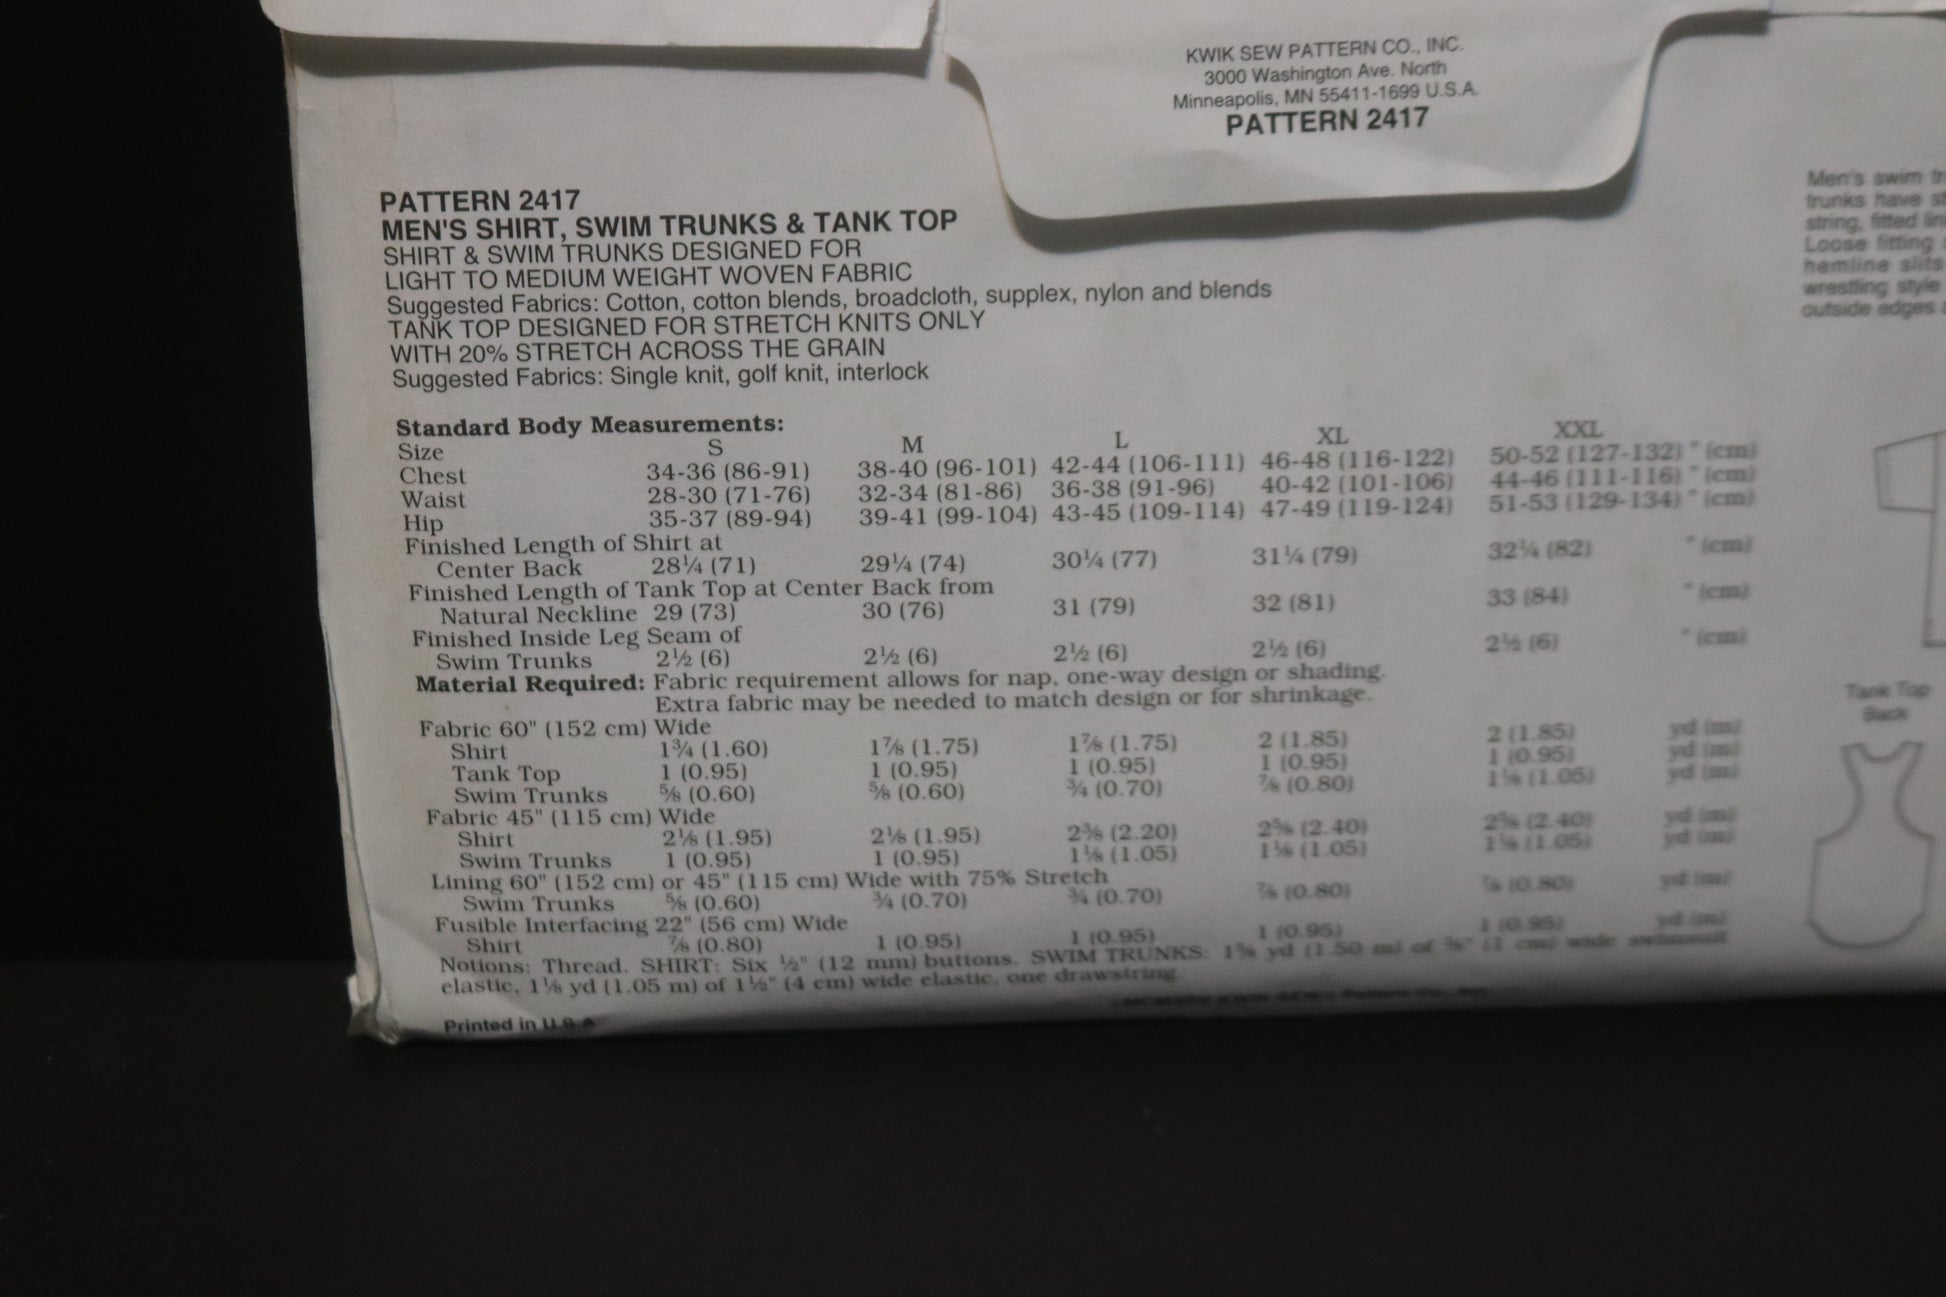 KWIK SEW PATTERN CO., INC.
3000 Washington Ave. North
Minneapolis, MN 55411-1699 U.S.A.
PATTERN 2417
PATTERN 2417
MEN'S SHIRT, SWIM TRUNKS & TANK TOP
SHIRT & SWIM TRUNKS DESIGNED FOR
LIGHT TO MEDIUM WEIGHT WOVEN FABRIC
Suggested Fabrics: Cotton, cotton blends, broadcloth, supplex, nylon and blends
TANK TOP DESIGNED FOR STRETCH KNITS ONLY
WITH 20% STRETCH ACROSS THE GRAIN
Suggested Fabrics: Single knit, golf knit, interlock
Standard Body Measurements:
Size S M L XL XXL
Chest 34-36 (86-91) 38-40 (96-101) 42-44 (106-111) 46-48 (116-122) 50-52 (127-132) " (cm)
Waist 28-30 (71-76) 32-34 (81-86) 36-38 (91-96) 40-42 (101-106) 44-46 (111-116) " (cm)
Hip 35-37 (89-94) 39-41 (99-104) 43-45 (109-114) 47-49 (119-124) 51-53 (129-134) " (cm)
Finished Length of Shirt at
Center Back 28¼ (71) 29¼ (74) 30¼ (77) 31¼ (79) 32¼ (82) " (cm)
Finished Length of Tank Top at Center Back from
Natural Neckline 29 (73) 30 (76) 31 (79) 32 (81) 33 (84) " (cm)
Finished Inside Leg Seam of
Swim Trunks 2½ (6) 2½ (6) 2½ (6) 2½ (6) 2½ (6) " (cm)
Material Required: Fabric requirement allows for nap, one-way design or shading.
Extra fabric may be needed to match design or for shrinkage.
Fabric 60" (152 cm) Wide
Shirt 1¾ (1.60) 1⅞ (1.75) 1⅞ (1.75) 2 (1.85) 2 (1.85) yd (m)
Tank Top 1 (0.95) 1 (0.95) 1 (0.95) 1 (0.95) 1 (0.95) yd (m)
Swim Trunks ⅝ (0.60) ⅝ (0.60) ¾ (0.70) ⅞ (0.80) 1⅛ (1.05) yd (m)
Fabric 45" (115 cm) Wide
Shirt 2⅛ (1.95) 2⅛ (1.95) 2⅜ (2.20) 2⅝ (2.40) 2⅝ (2.40) yd (m)
Swim Trunks 1 (0.95) 1 (0.95) 1⅛ (1.05) 1⅛ (1.05) 1⅛ (1.05) yd (m)
Lining 60" (152 cm) or 45" (115 cm) Wide with 75% Stretch
Swim Trunks ⅝ (0.60) ¾ (0.70) ¾ (0.70) ⅞ (0.80) ⅞ (0.80) yd (m)
Fusible Interfacing 22" (56 cm) Wide
Shirt ⅞ (0.80) 1 (0.95) 1 (0.95) 1 (0.95) 1 (0.95) yd (m)
Notions: Thread. SHIRT: Six ½" (12 mm) buttons. SWIM TRUNKS: 1⅝ yd (1.50 m) of ⅜" (1 cm) wide swimsuit
elastic, 1⅛ yd (1.05 m) of 1½" (4 cm) wide elastic, one drawstring.
Printed in U.S.A.
Men's swim
trunks have
string, fitted
Loose fitting
hemline slits
wrestling style
outside edges
Tank Top
Back